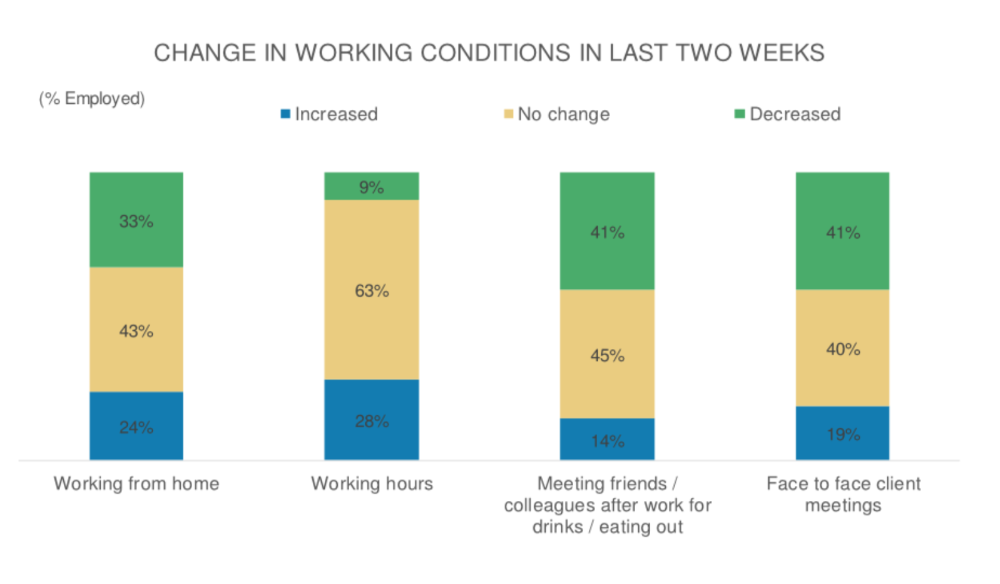 CHANGE IN WORKING CONDITIONS IN LAST TWO WEEKS
(% Employed)
Increased
No change
Decreased
33%
9%
41%
41%
43%
63%
45%
40%
24%
28%
14%
19%
Working from home
Working hours
Meeting friends /
colleagues after work for
drinks / eating out
Face to face client
meetings